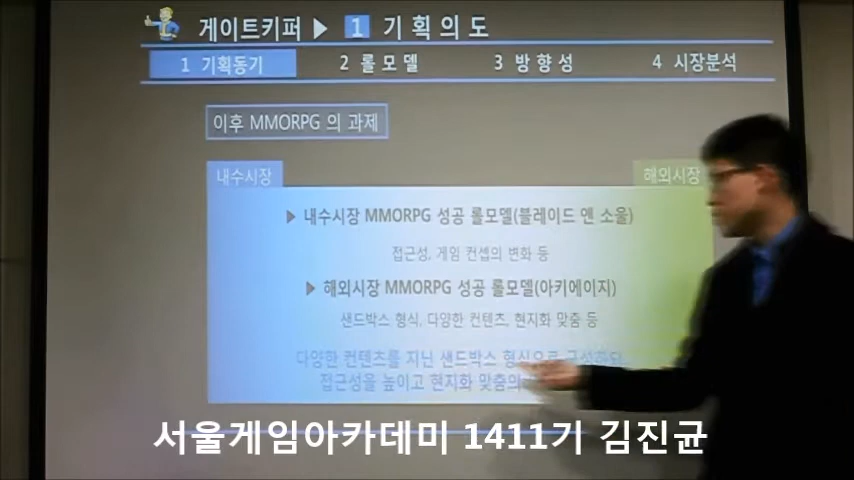 게이트키퍼 ▶ 1 기획의도
1 기획동기 2 롤모델 3 방향성 4 시장분석
이후 MMORPG 의 과제
내수시장 해외시장
▶ 내수시장 MMORPG 성공 롤모델(블레이드 엔 소울)
접근성, 게임 컨셉의 변화 등
▶ 해외시장 MMORPG 성공 롤모델(아키에이지)
샌드박스 형식, 다양한 컨텐츠, 현지화 맞춤 등
다양한 컨텐츠를 지닌 샌드박스 형식으로 구성하되
접근성을 높이고 현지화 맞춤의
서울게임아카데미 1411기 김진균